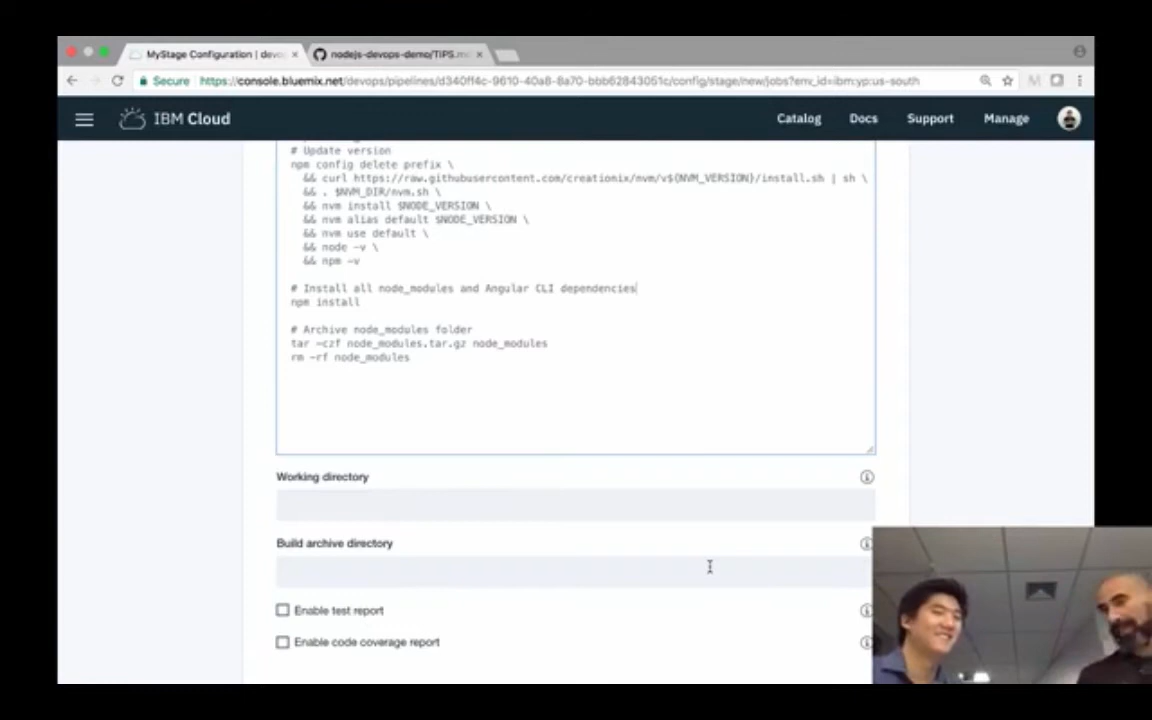 MyStage Configuration | devo
nodejs-devops-demo/TIPS.m
Secure https://console.bluemix.net/devops/pipelines/d340ff4c-9610-40a8-8a70-bbb62843051c/config/stage/new/jobs?env_id=ibm:yp:us-south
IBM Cloud
Catalog Docs Support Manage
# Update version
npm config delete prefix \
&& curl https://raw.githubusercontent.com/creationix/nvm/v${NVM_VERSION}/install.sh | sh \
&& . $NVM_DIR/nvm.sh \
&& nvm install $NODE_VERSION \
&& nvm alias default $NODE_VERSION \
&& nvm use default \
&& node -v \
&& npm -v
# Install all node_modules and Angular CLI dependencies
npm install
# Archive node_modules folder
tar -czf node_modules.tar.gz node_modules
rm -rf node_modules
Working directory
Build archive directory
Enable test report
Enable code coverage report